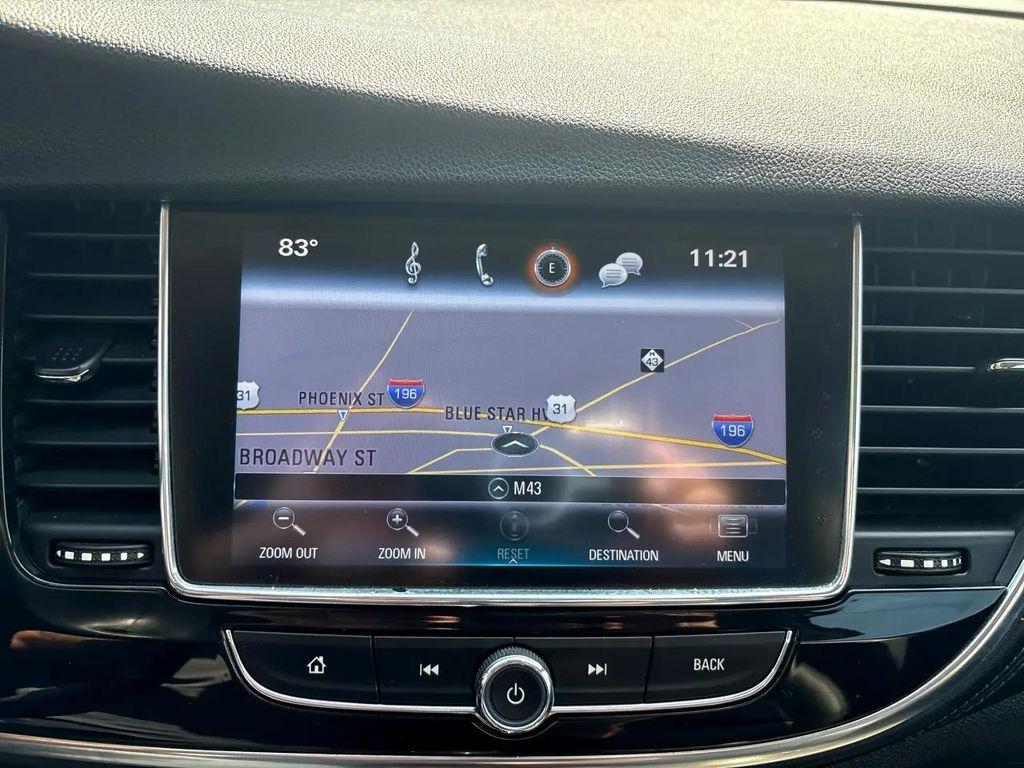 83°
E
11:21
M
43
31
PHOENIX ST
196
BLUE STAR HW
31
196
BROADWAY ST
M43
ZOOM OUT
ZOOM IN
RESET
DESTINATION
MENU
BACK